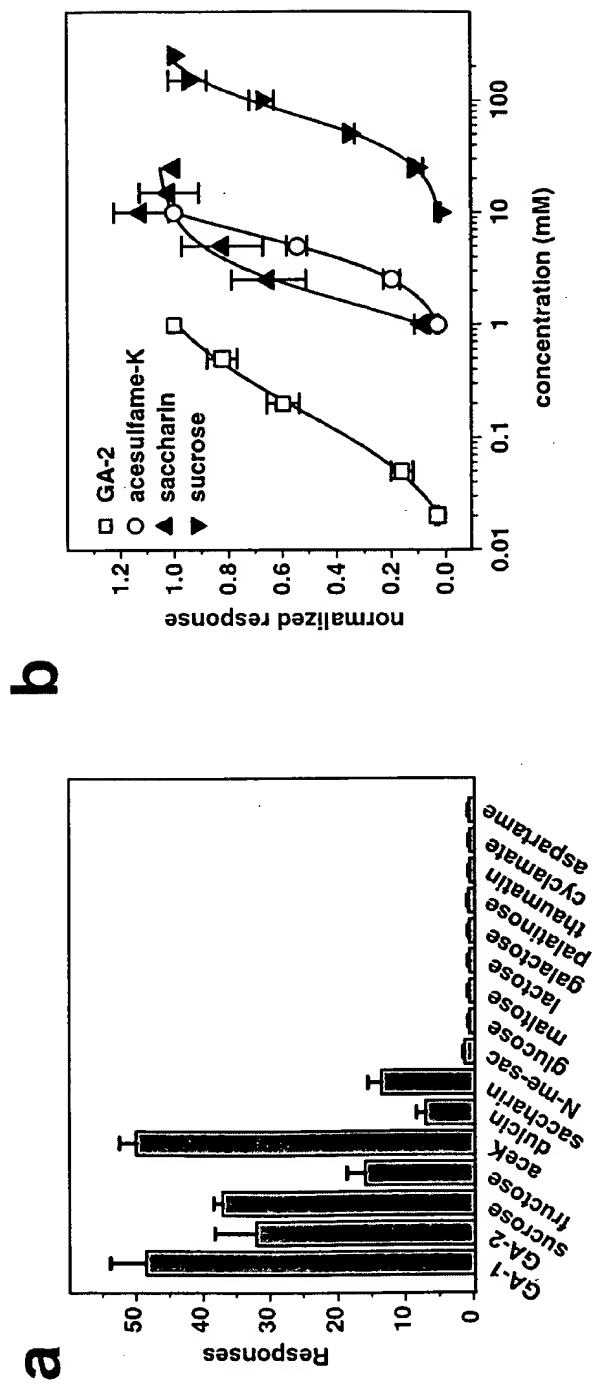 a
Responses
50
40
30
20
10
0
GA-1
GA-2
sucrose
fructose
aceK
dulcin
saccharin
N-me-sac
glucose
maltose
lactose
galactose
palatinose
thaumatin
cyclamate
aspartame
b
normalized response
1.2
1.0
0.8
0.6
0.4
0.2
0.0
GA-2
acesulfame-K
saccharin
sucrose
0.01
0.1
1
10
100
concentration (mM)